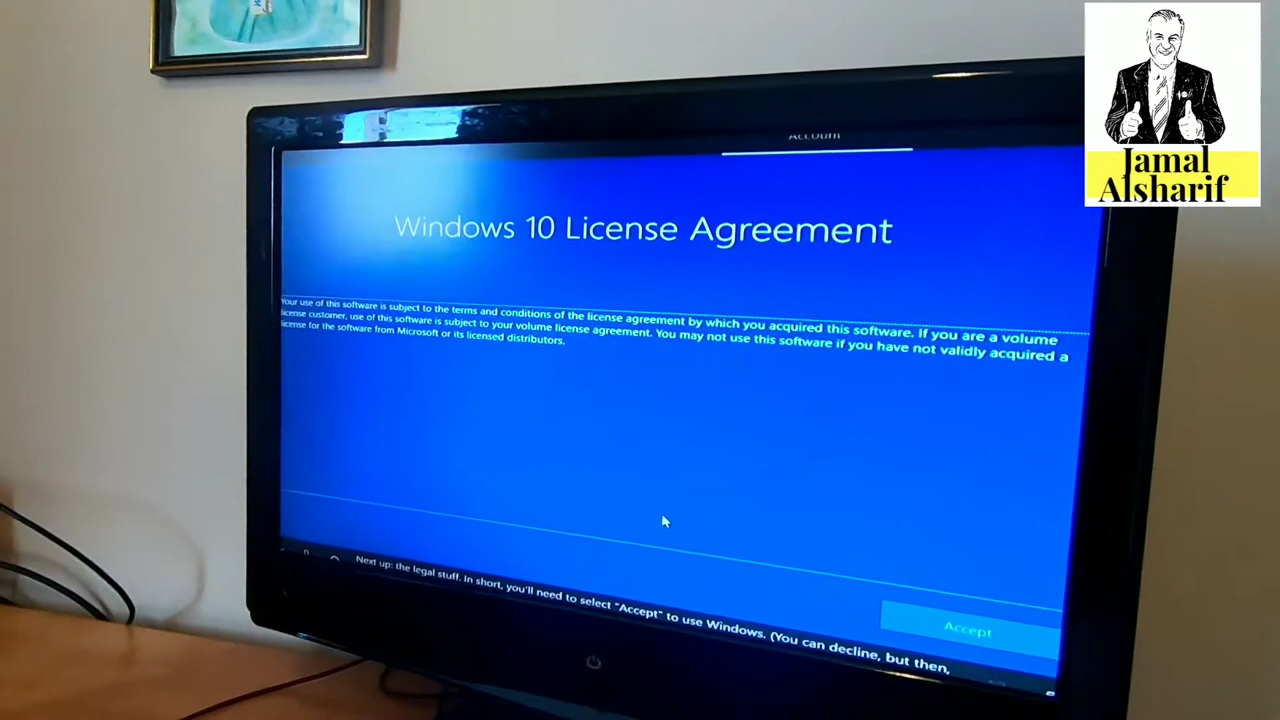 Account
Jamal
Alsharif
Windows 10 License Agreement
Your use of this software is subject to the terms and conditions of the license agreement by which you acquired this software. If you are a volume
license customer, use of this software is subject to your volume license agreement. You may not use this software if you have not validly acquired a
license for the software from Microsoft or its licensed distributors.
Next up: the legal stuff. In short, you'll need to select "Accept" to use Windows. (You can decline, but then,
Accept